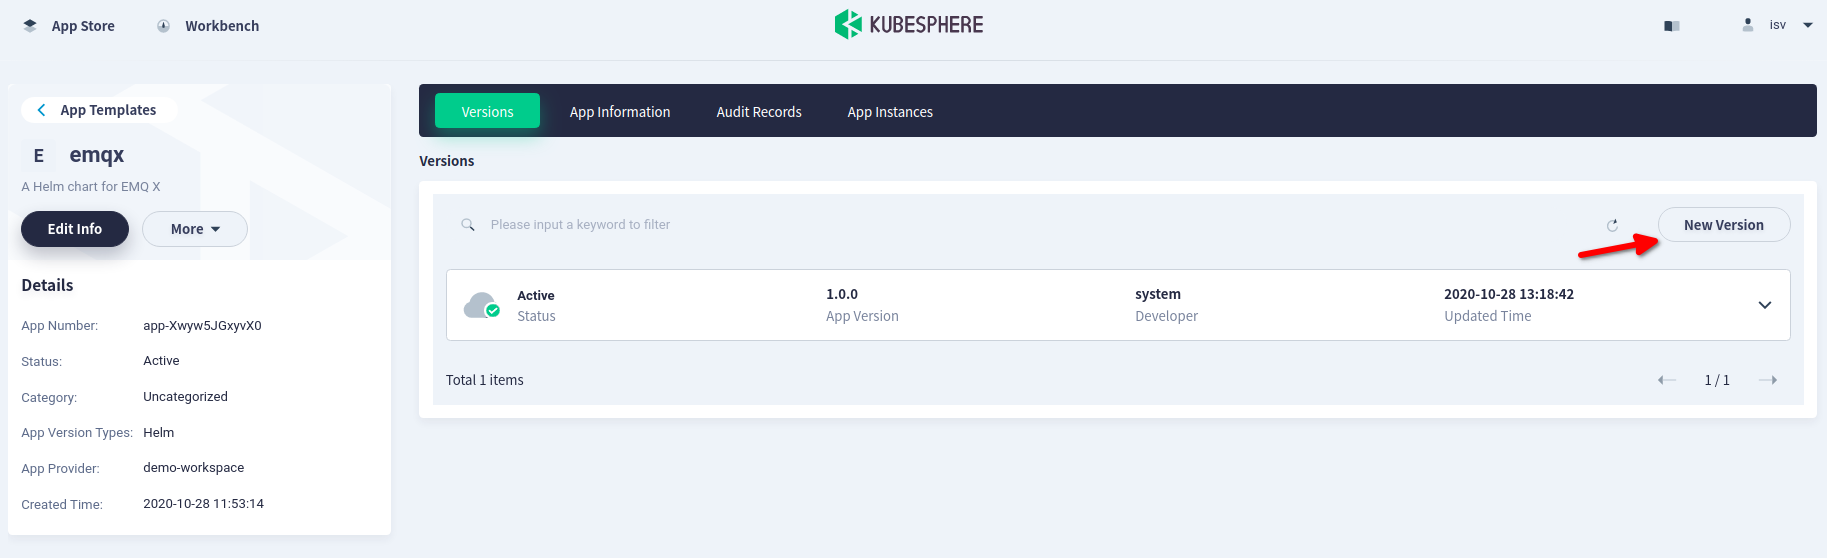 App Store
Workbench
KUBESPHERE
isv
App Templates
E emqx
A Helm chart for EMQ X
Edit Info
More
Details
App Number: app-Xwyw5JGxyvX0
Status: Active
Category: Uncategorized
App Version Types: Helm
App Provider: demo-workspace
Created Time: 2020-10-28 11:53:14
Versions
App Information
Audit Records
App Instances
Versions
Please input a keyword to filter
New Version
Active 1.0.0 system 2020-10-28 13:18:42
Status App Version Developer Updated Time
Total 1 items
1 / 1